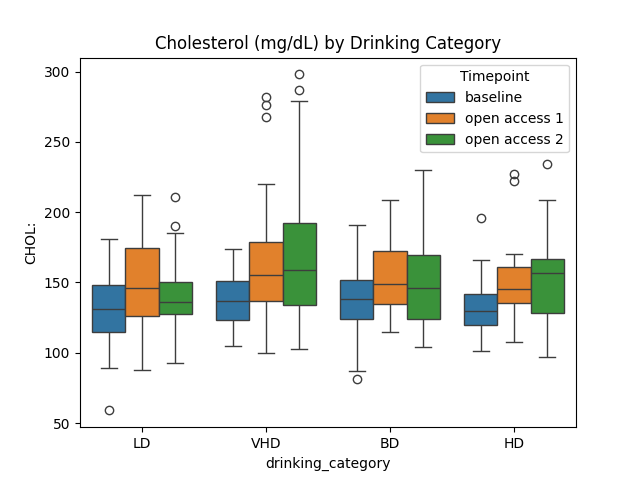 Cholesterol (mg/dL) by Drinking Category
Timepoint
baseline
open access 1
open access 2
CHOL:
300
250
200
150
100
50
LD
VHD
BD
HD
drinking_category